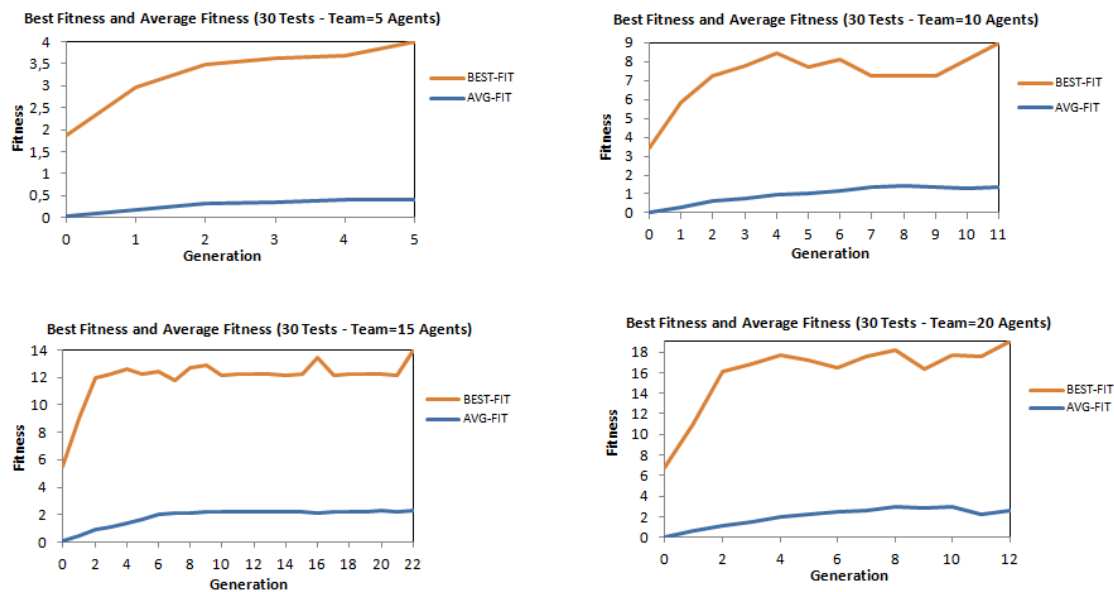 Best Fitness and Average Fitness (30 Tests - Team=5 Agents)
4
3,5
3
2,5
2
1,5
1
0,5
0
Fitness
0 1 2 3 4 5
Generation
BEST-FIT
AVG-FIT
Best Fitness and Average Fitness (30 Tests - Team=10 Agents)
9
8
7
6
5
4
3
2
1
0
Fitness
0 1 2 3 4 5 6 7 8 9 10 11
Generation
BEST-FIT
AVG-FIT
Best Fitness and Average Fitness (30 Tests - Team=15 Agents)
14
12
10
8
6
4
2
0
Fitness
0 2 4 6 8 10 12 14 16 18 20 22
Generation
BEST-FIT
AVG-FIT
Best Fitness and Average Fitness (30 Tests - Team=20 Agents)
18
16
14
12
10
8
6
4
2
0
Fitness
0 2 4 6 8 10 12
Generation
BEST-FIT
AVG-FIT